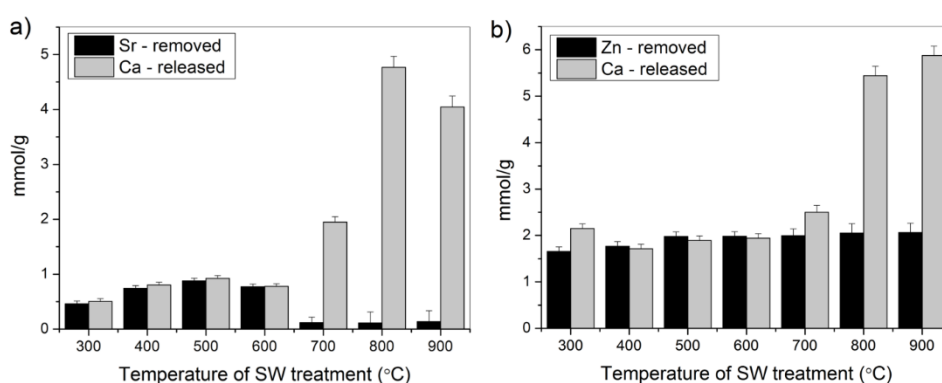 a)
Sr - removed
Ca - released
5
4
3
2
1
0
mmol/g
300 400 500 600 700 800 900
Temperature of SW treatment (°C)
b)
Zn - removed
Ca - released
6
5
4
3
2
1
0
mmol/g
300 400 500 600 700 800 900
Temperature of SW treatment (°C)